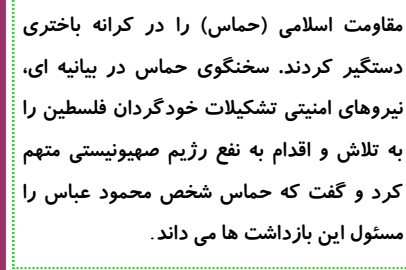 مقاومت اسلامی (حماس) را در کرانه باختری
دستگیر کردند. سخنگوی حماس در بیانیه ای،
نیروهای امنیتی تشکیلات خودگردان فلسطین را
به تلاش و اقدام به نفع رژیم صهیونیستی متهم
کرد و گفت که حماس شخص محمود عباس را
مسئول این بازداشت ها می داند.